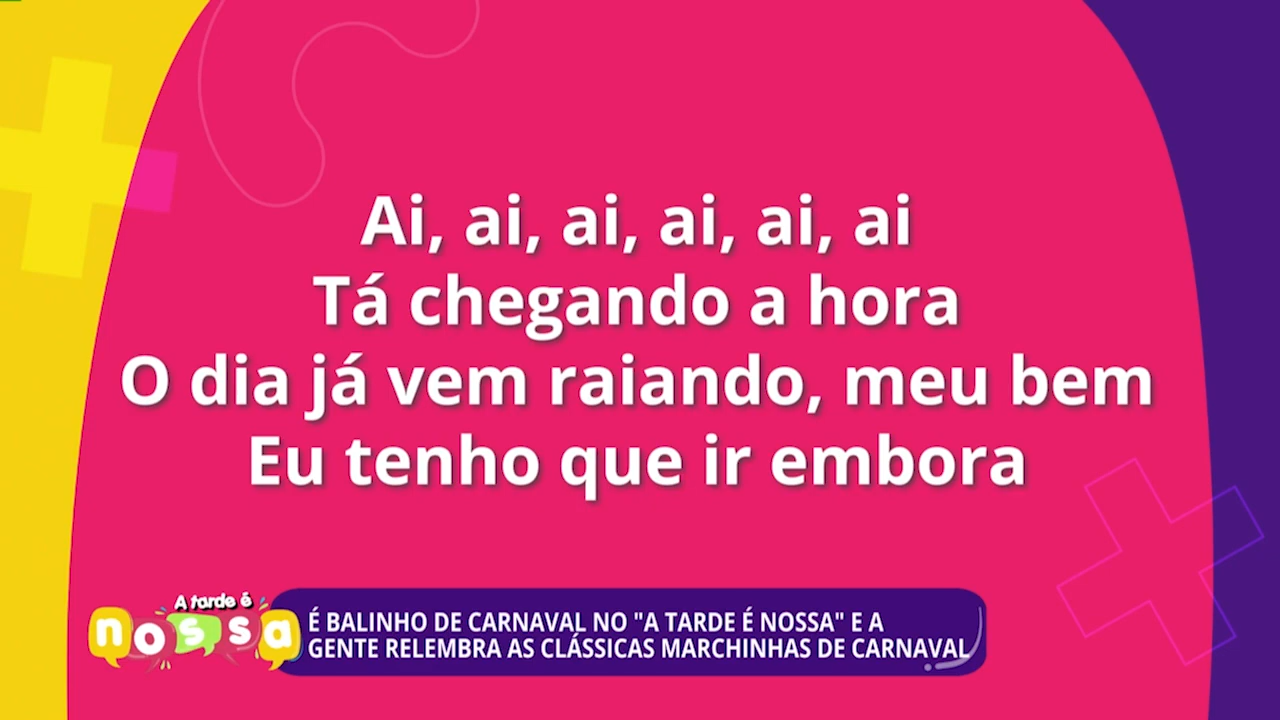 Ai, ai, ai, ai, ai, ai
Tá chegando a hora
O dia já vem raiando, meu bem
Eu tenho que ir embora
A tarde é
nossa
É BALINHO DE CARNAVAL NO "A TARDE É NOSSA" E A
GENTE RELEMBRA AS CLÁSSICAS MARCHINHAS DE CARNAVAL